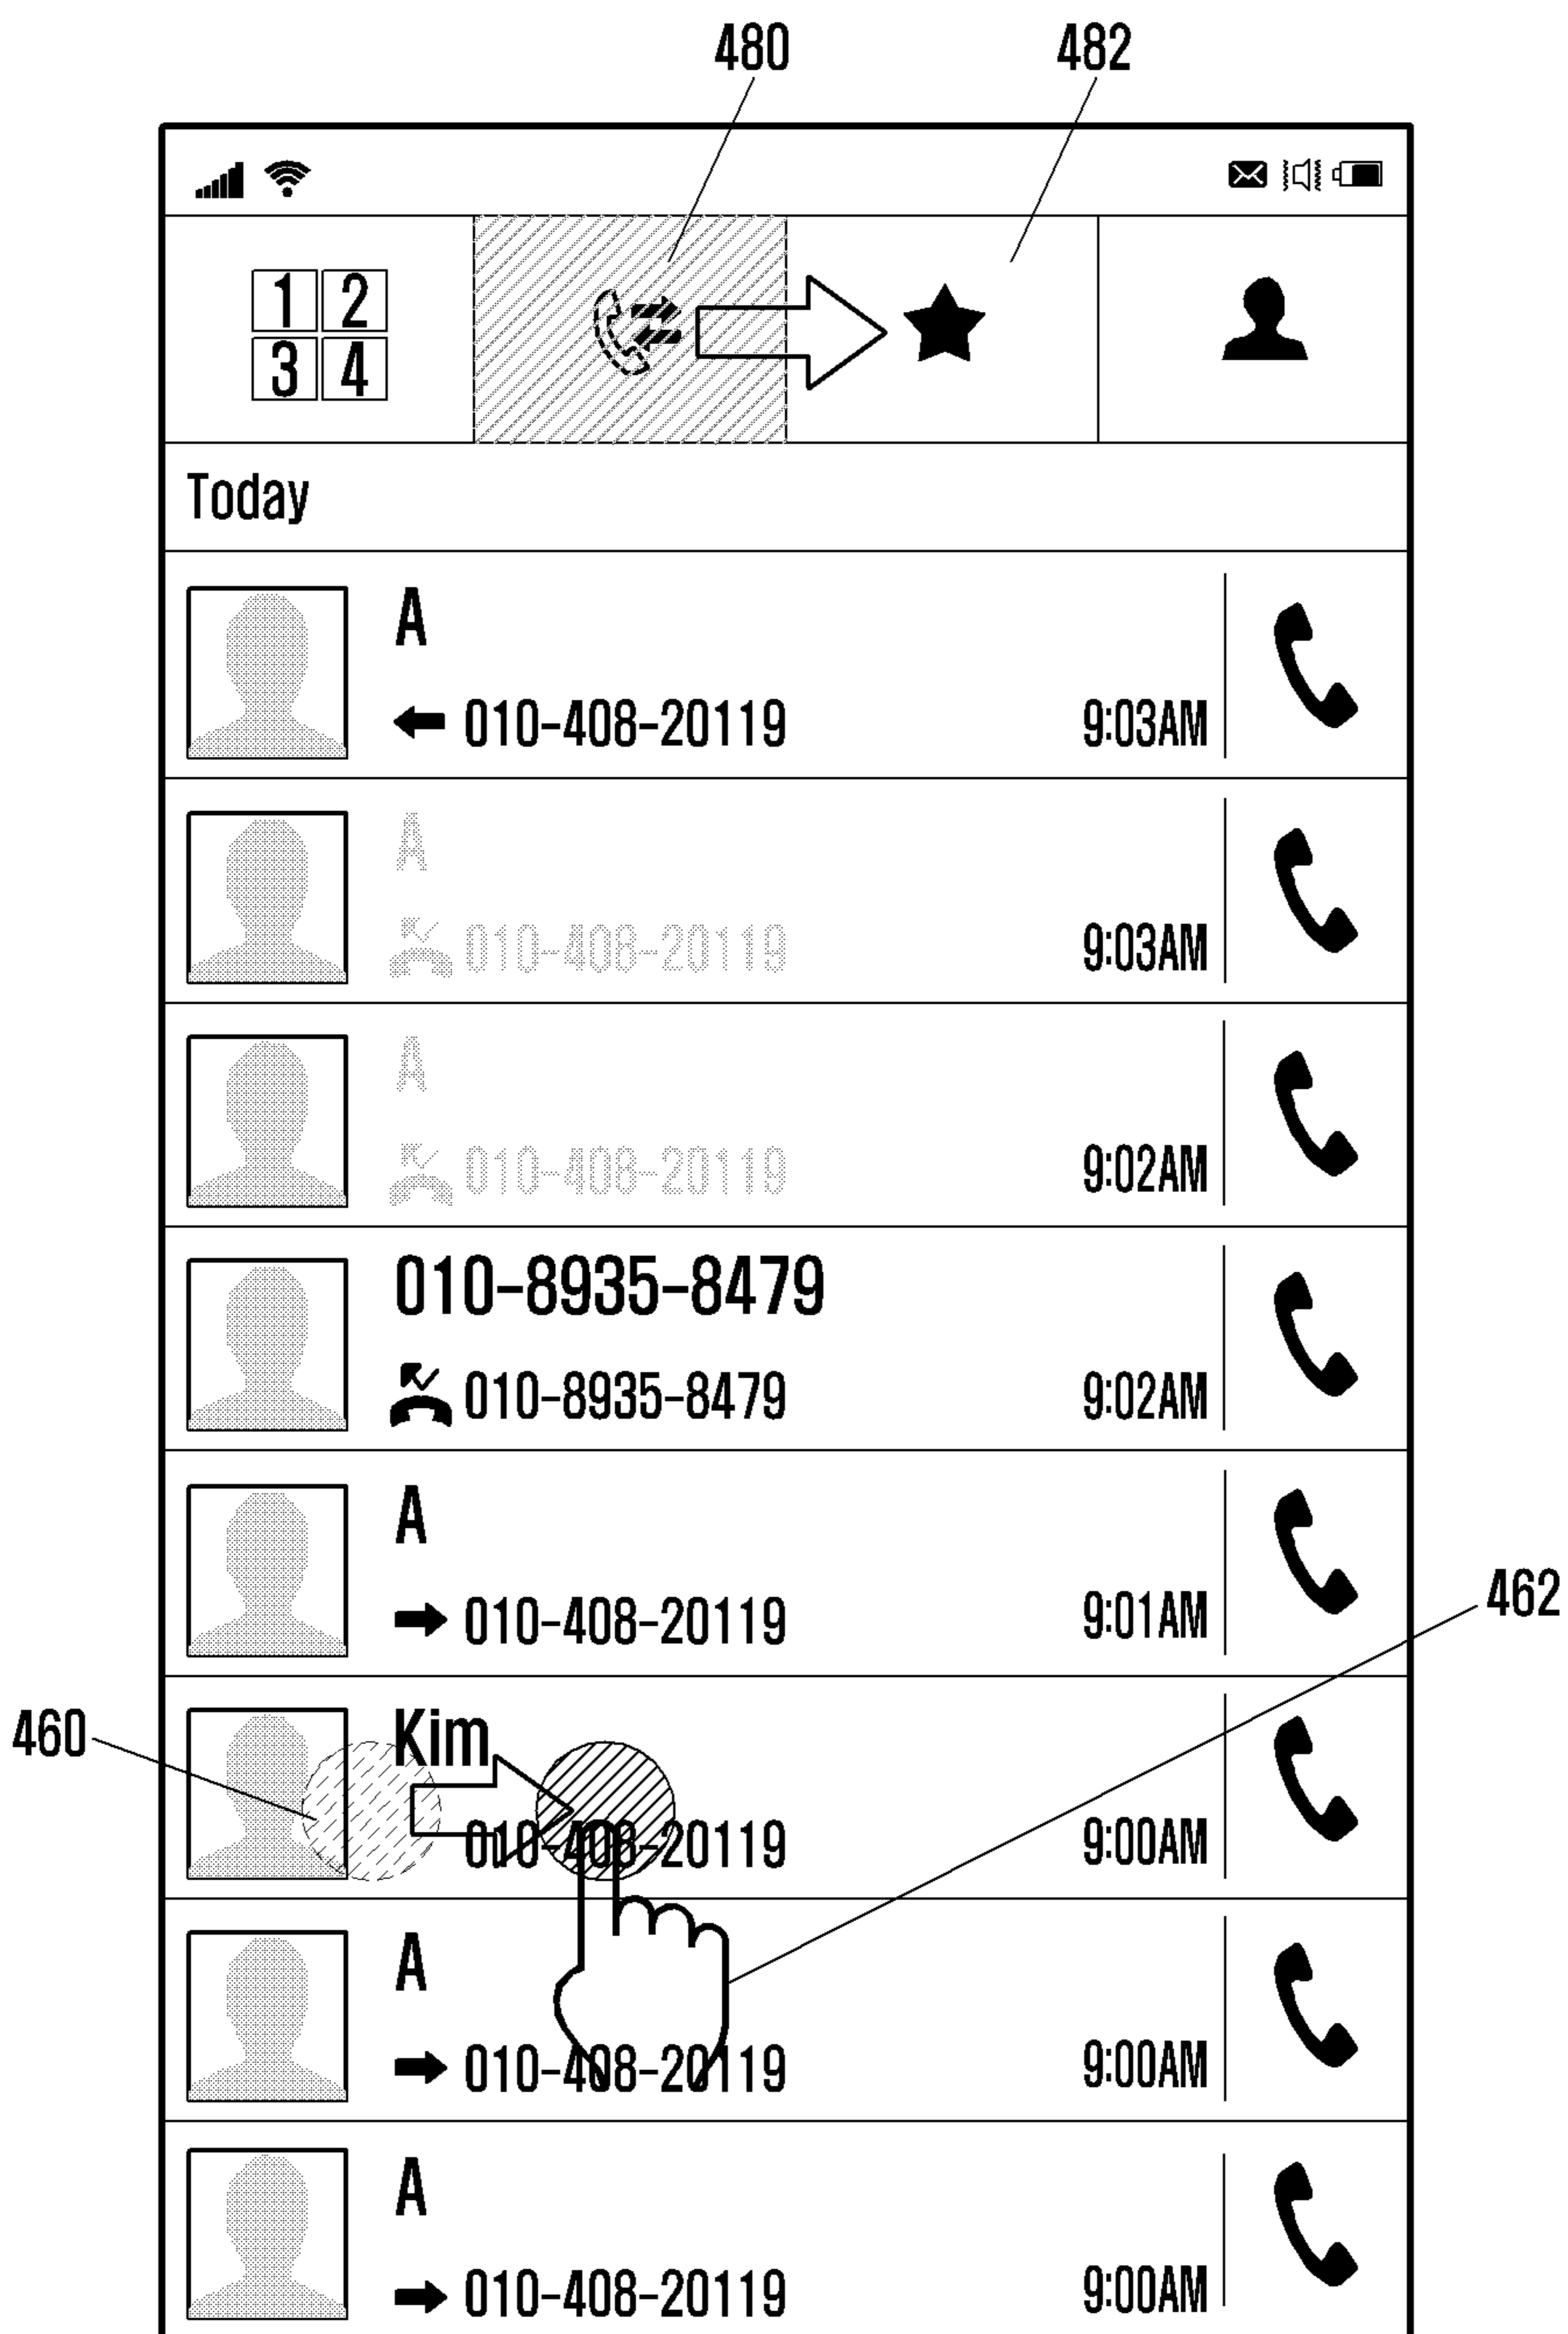 480 482
1 2
3 4
Today
A
010-408-20119 9:03AM
A
010-408-20119 9:03AM
A
010-408-20119 9:02AM
010-8935-8479
010-8935-8479 9:02AM
A
010-408-20119 9:01AM
462
460
Kim
010-408-20119 9:00AM
A
010-408-20119 9:00AM
A
010-408-20119 9:00AM